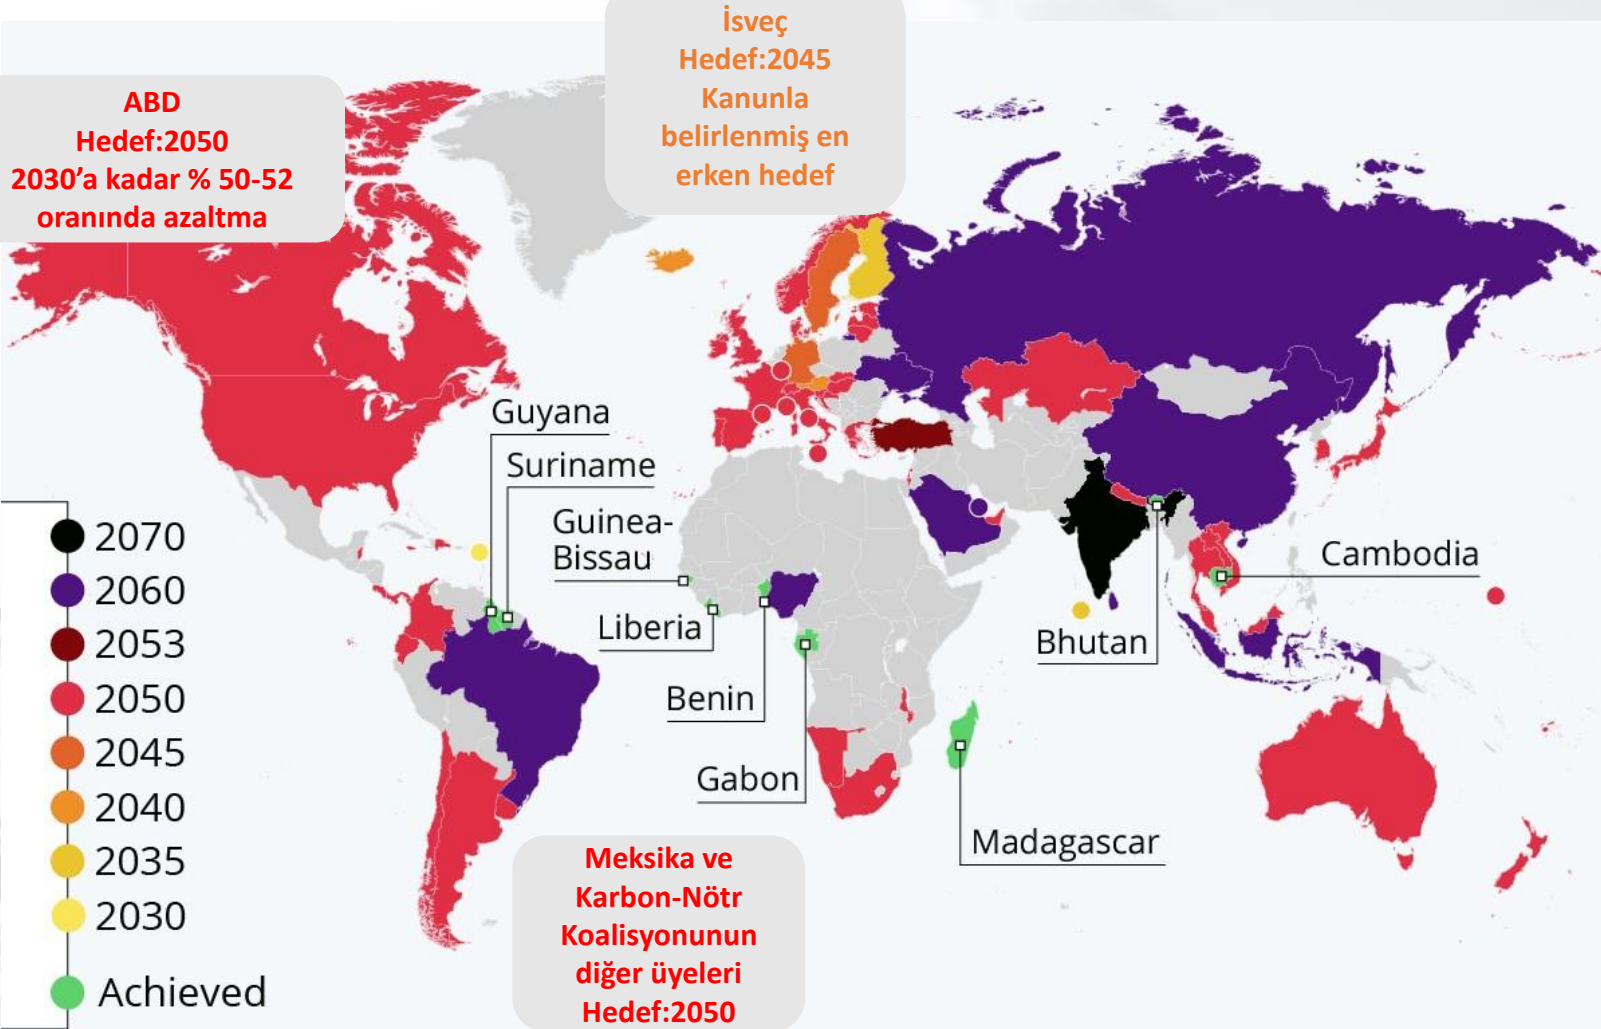 İsveç
Hedef:2045
Kanunla
belirlenmiş en
erken hedef
ABD
Hedef:2050
2030’a kadar % 50-52
oranında azaltma
Guyana
Suriname
Guinea-
Bissau
Liberia
Benin
Gabon
Madagascar
Bhutan
Cambodia
2070
2060
2053
2050
2045
2040
2035
2030
Achieved
Meksika ve
Karbon-Nötr
Koalisyonunun
diğer üyeleri
Hedef:2050